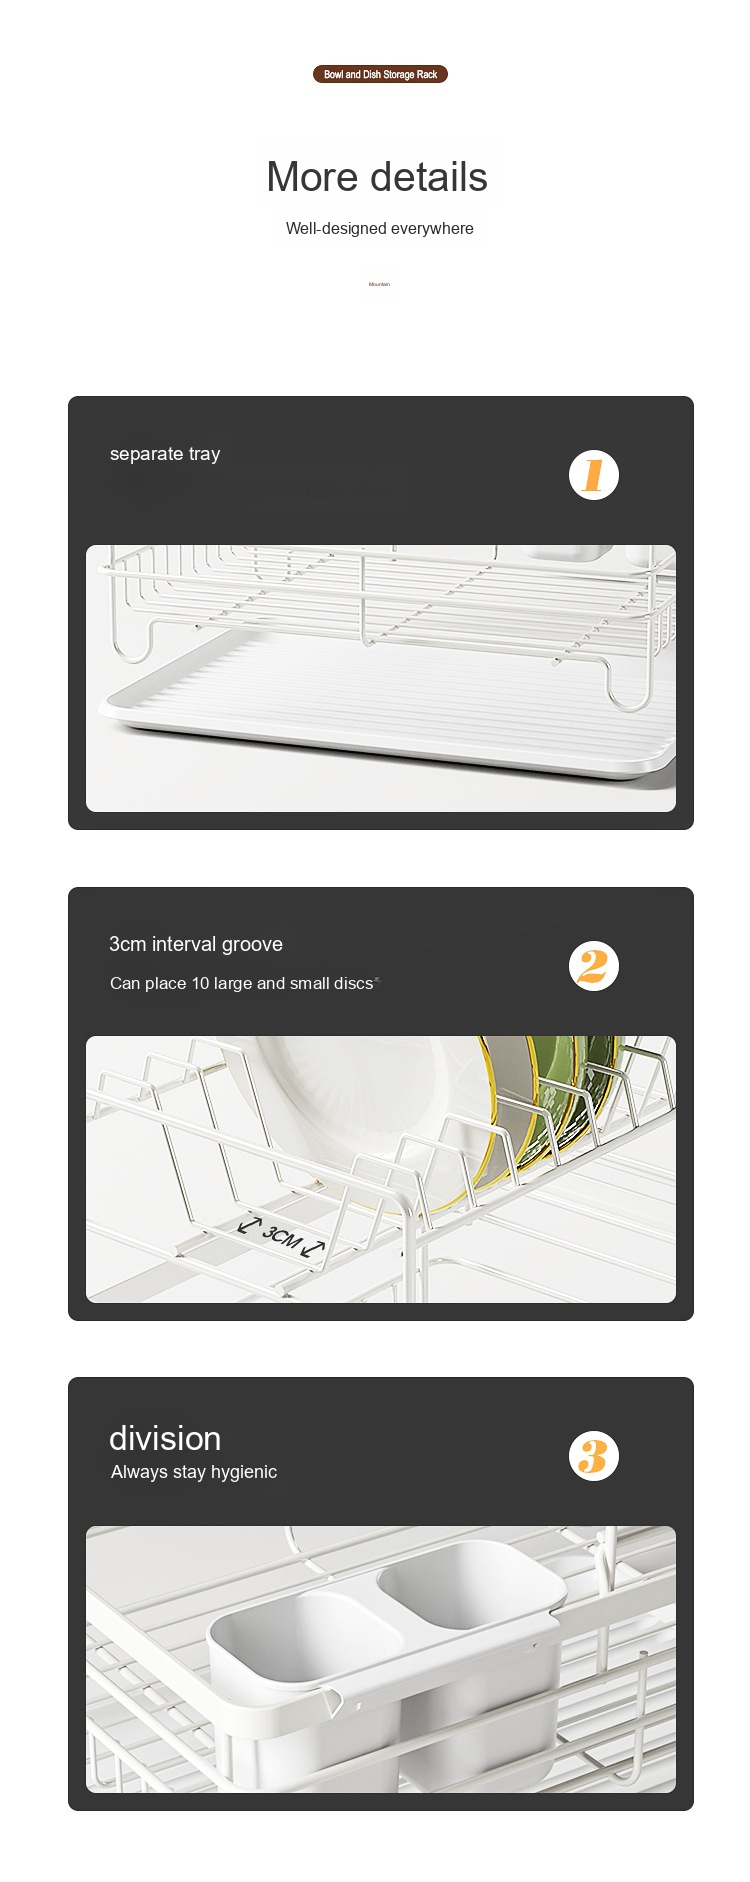 Bowl and Dish Storage Rack
More details
Well-designed everywhere
Mountain
separate tray
1
3cm interval groove
Can place 10 large and small discs
2
3CM
division
Always stay hygienic
3